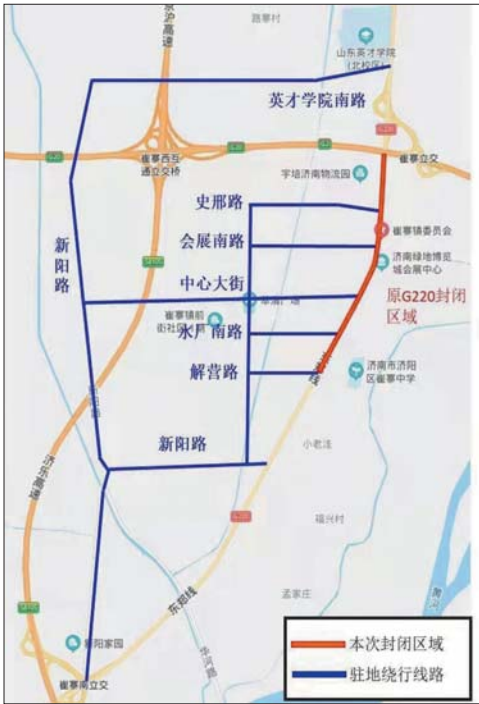 路寨村
京沪高速
山东英才学院
(北校区)
英才学院南路
崔寨西互
通立交桥
崔寨立交
宇培济南物流园
史邢路
崔寨镇委员会
会展南路
济南绿地博览
城会展中心
新阳路
中心大街
原G220封闭
区域
崔寨镇前
街社区
水厂南路
济南市济阳
区崔寨中学
解营路
小老洼
新阳路
济乐高速
福兴村
孟家庄
东郑线
黄河
崔寨南立交
本次封闭区域
驻地绕行线路